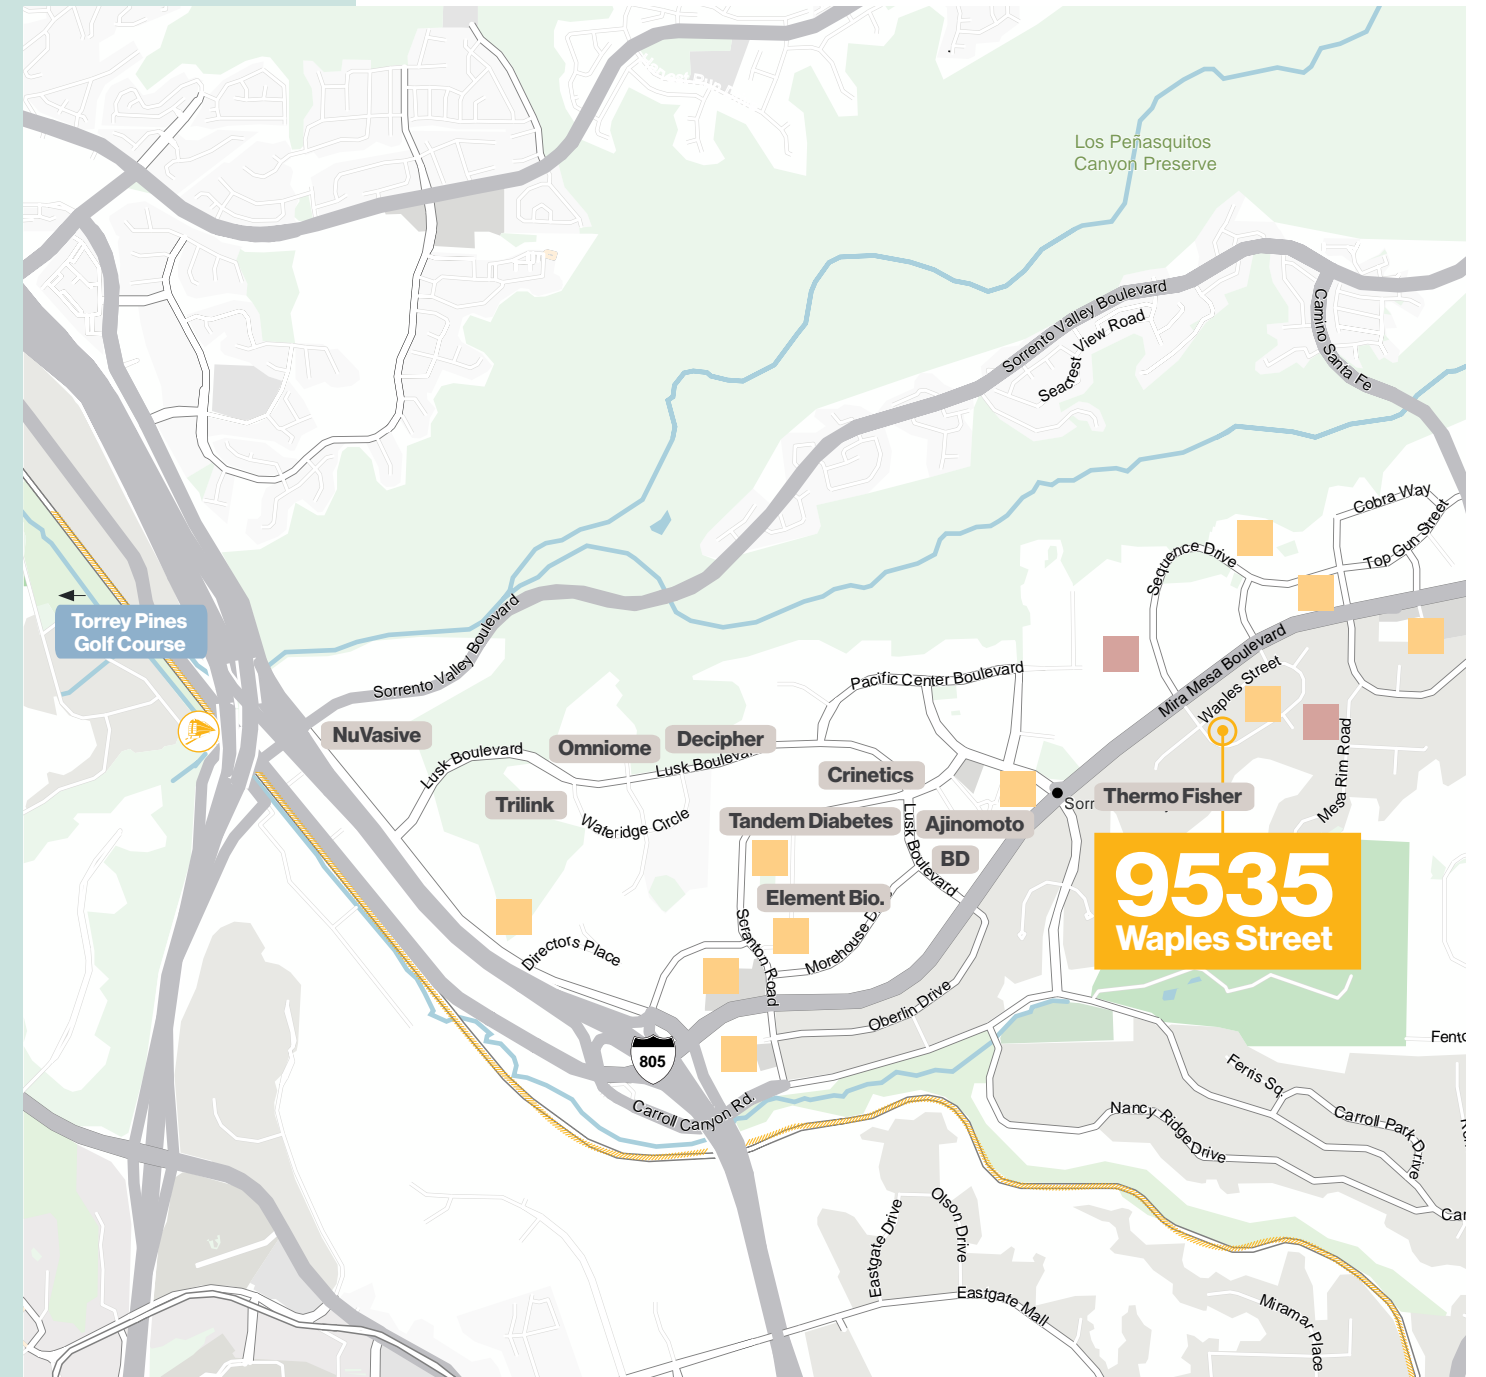 Los Peñasquitos
Canyon Preserve
Sorrento Valley Boulevard
Seacrest View Road
Camino Santa Fe
Cobra Way
Top Gun Street
Sequence Drive
Torrey Pines
Golf Course
Sorrento Valley Boulevard
Mira Mesa Boulevard
Waples Street
Pacific Center Boulevard
NuVasive
Lusk Boulevard
Omniome
Decipher
Lusk Boulevar
Mesa Rim Road
Crinetics
Trilink
Wateridge Circle
Tandem Diabetes
Ajinomoto
Sorr
Thermo Fisher
Lusk Boulevard
BD
Element Bio.
9535
Waples Street
Scranton Road
Morehouse D
Directors Place
Oberlin Drive
805
Carroll Canyon Rd.
Fento
Ferris Sq.
Nancy Ridge Drive
Carroll Park Drive
Car
Eastgate Drive
Olson Drive
Eastgate Mall
Miramar Place